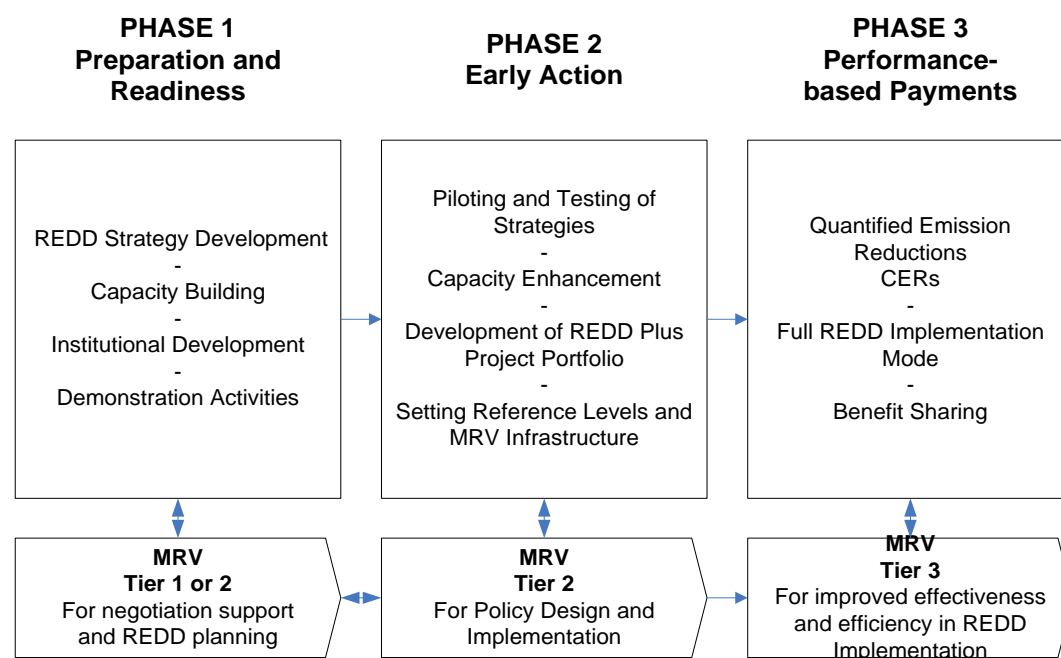 PHASE 1
Preparation and
Readiness
PHASE 2
Early Action
PHASE 3
Performance-
based Payments
REDD Strategy Development
-
Capacity Building
-
Institutional Development
-
Demonstration Activities
Piloting and Testing of
Strategies
-
Capacity Enhancement
-
Development of REDD Plus
Project Portfolio
-
Setting Reference Levels and
MRV Infrastructure
Quantified Emission
Reductions
CERs
-
Full REDD Implementation
Mode
-
Benefit Sharing
MRV
Tier 1 or 2
For negotiation support
and REDD planning
MRV
Tier 2
For Policy Design and
Implementation
MRV
Tier 3
For improved effectiveness
and efficiency in REDD
Implementation